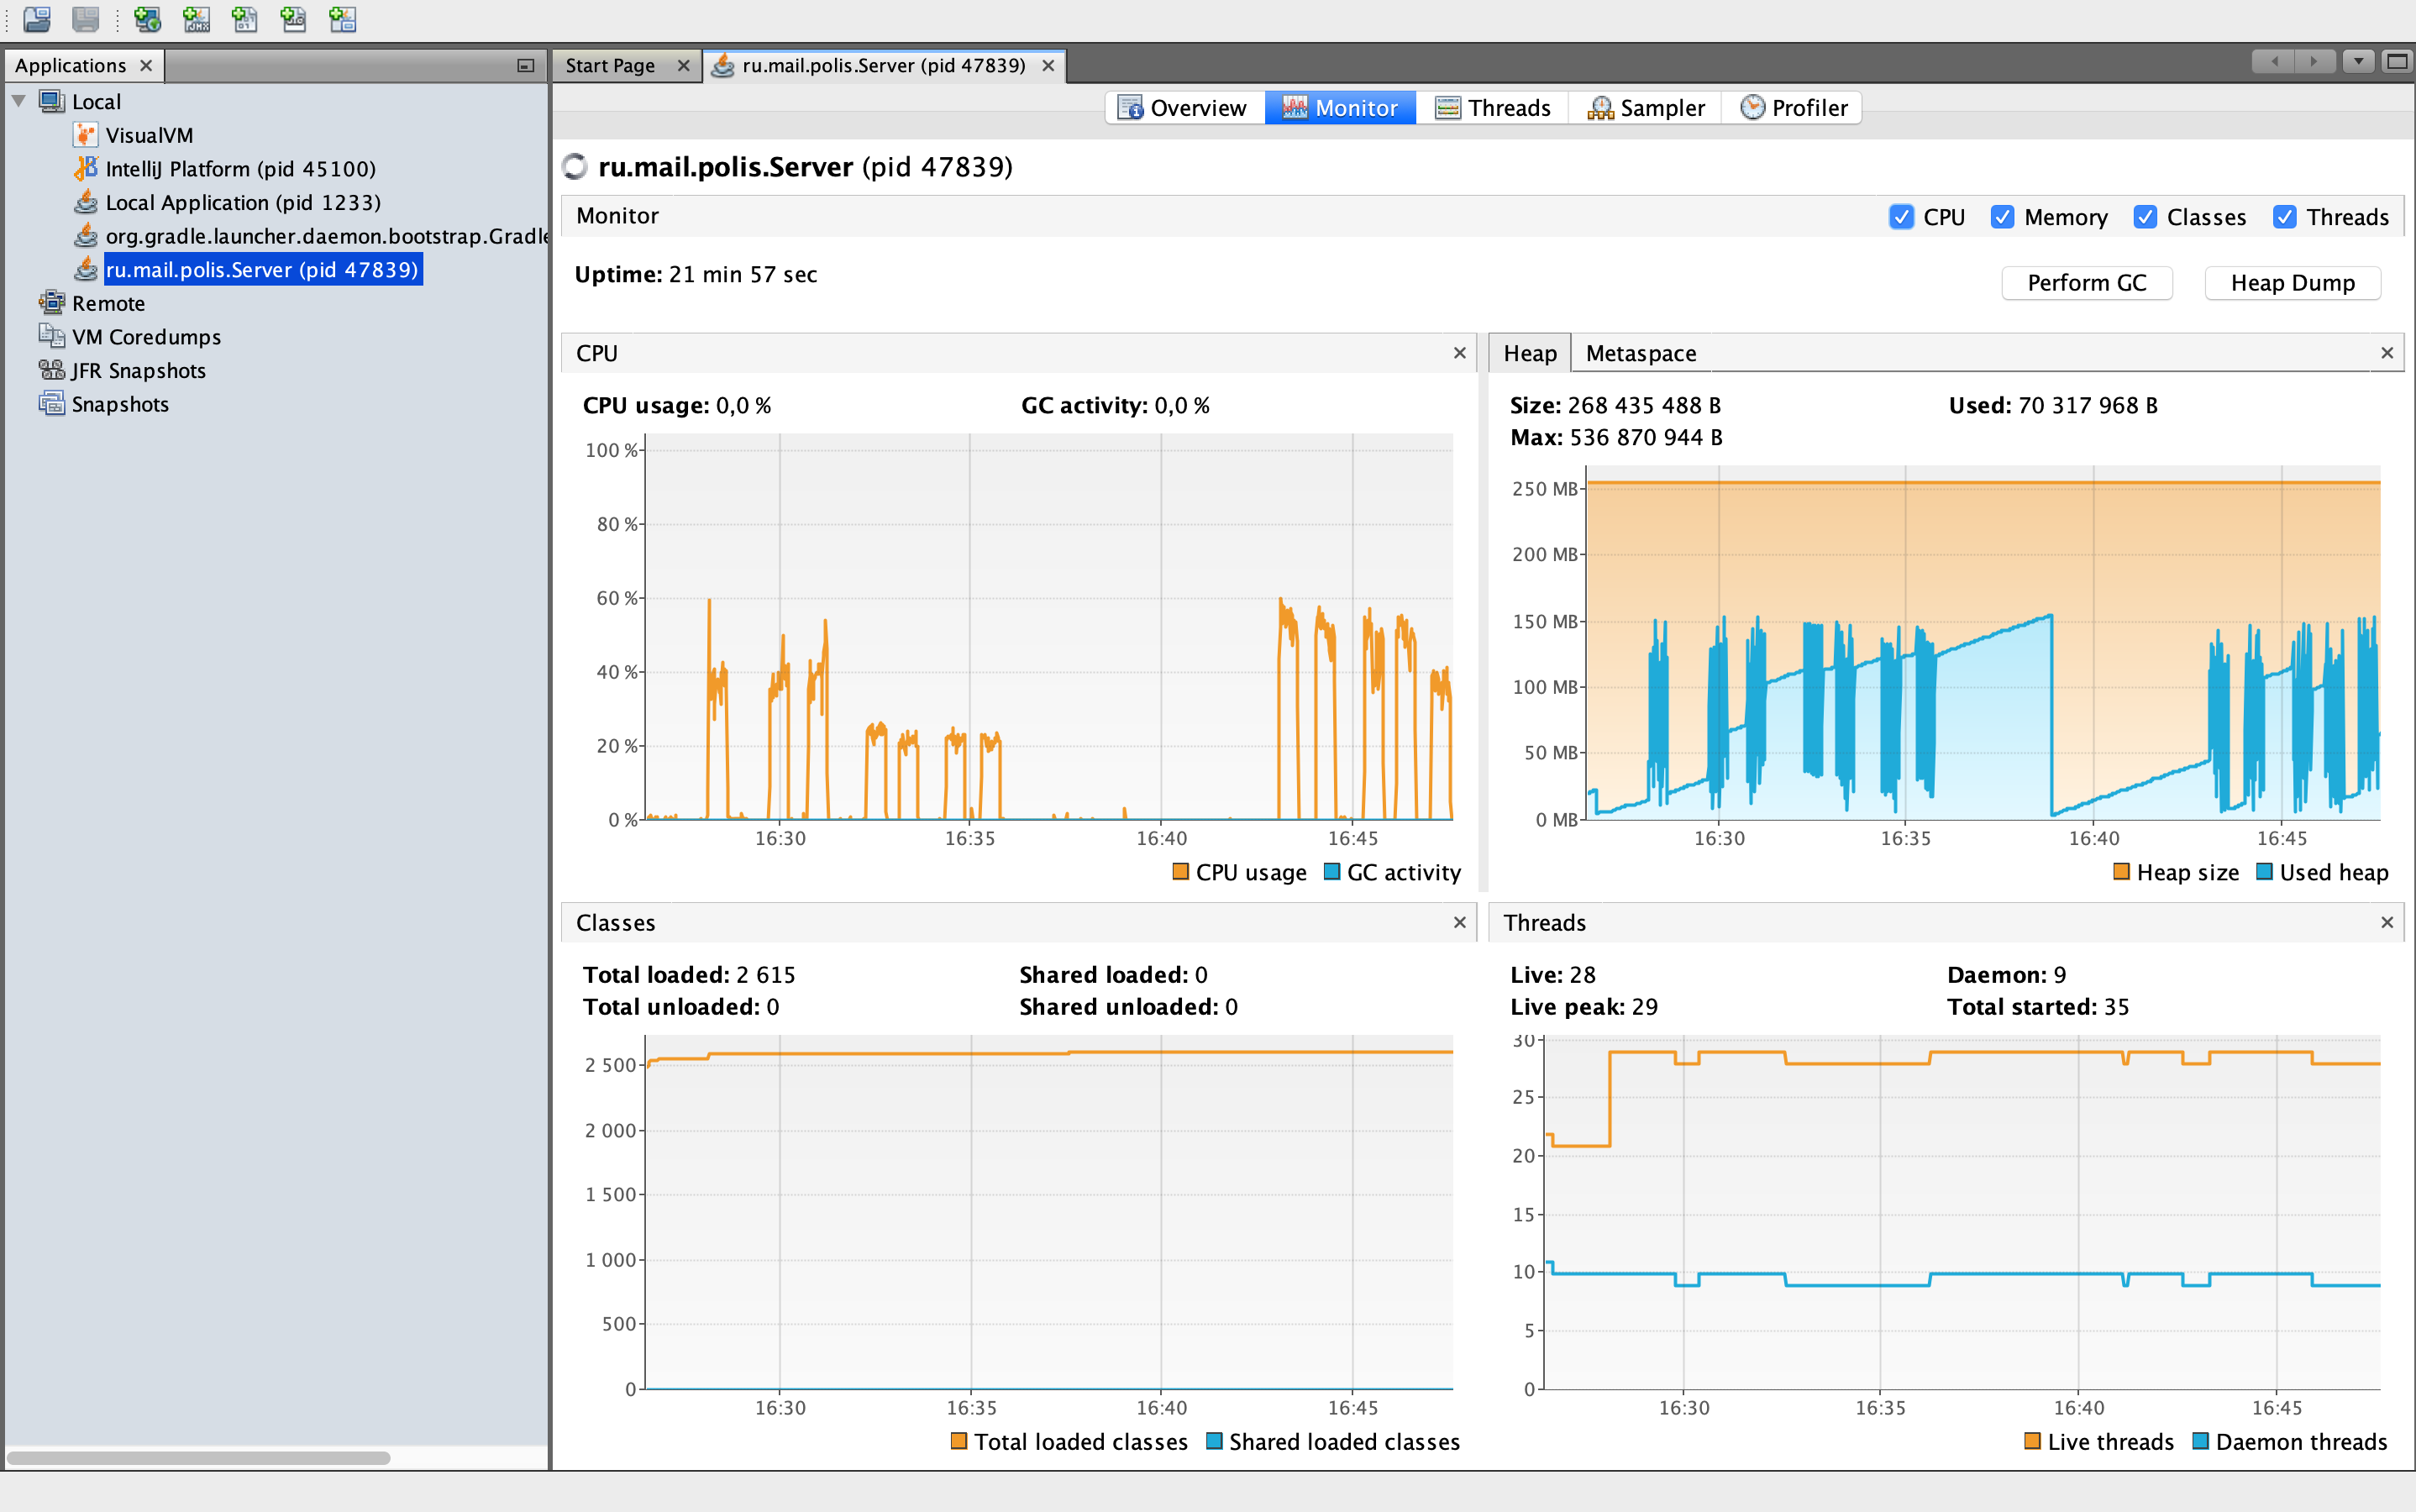 Applications
Local
VisualVM
IntelliJ Platform (pid 45100)
Local Application (pid 1233)
org.gradle.launcher.daemon.bootstrap.Gradle
ru.mail.polis.Server (pid 47839)
Remote
VM Coredumps
JFR Snapshots
Snapshots
Start Page
ru.mail.polis.Server (pid 47839)
Overview
Monitor
Threads
Sampler
Profiler
ru.mail.polis.Server (pid 47839)
Monitor
CPU
Memory
Classes
Threads
Uptime: 21 min 57 sec
Perform GC
Heap Dump
CPU
CPU usage: 0,0 %
GC activity: 0,0 %
100 %
80 %
60 %
40 %
20 %
0 %
16:30
16:35
16:40
16:45
CPU usage
GC activity
Heap
Metaspace
Size: 268 435 488 B
Used: 70 317 968 B
Max: 536 870 944 B
250 MB
200 MB
150 MB
100 MB
50 MB
0 MB
16:30
16:35
16:40
16:45
Heap size
Used heap
Classes
Total loaded: 2 615
Shared loaded: 0
Total unloaded: 0
Shared unloaded: 0
2 500
2 000
1 500
1 000
500
0
16:30
16:35
16:40
16:45
Total loaded classes
Shared loaded classes
Threads
Live: 28
Daemon: 9
Live peak: 29
Total started: 35
30
25
20
15
10
5
0
16:30
16:35
16:40
16:45
Live threads
Daemon threads